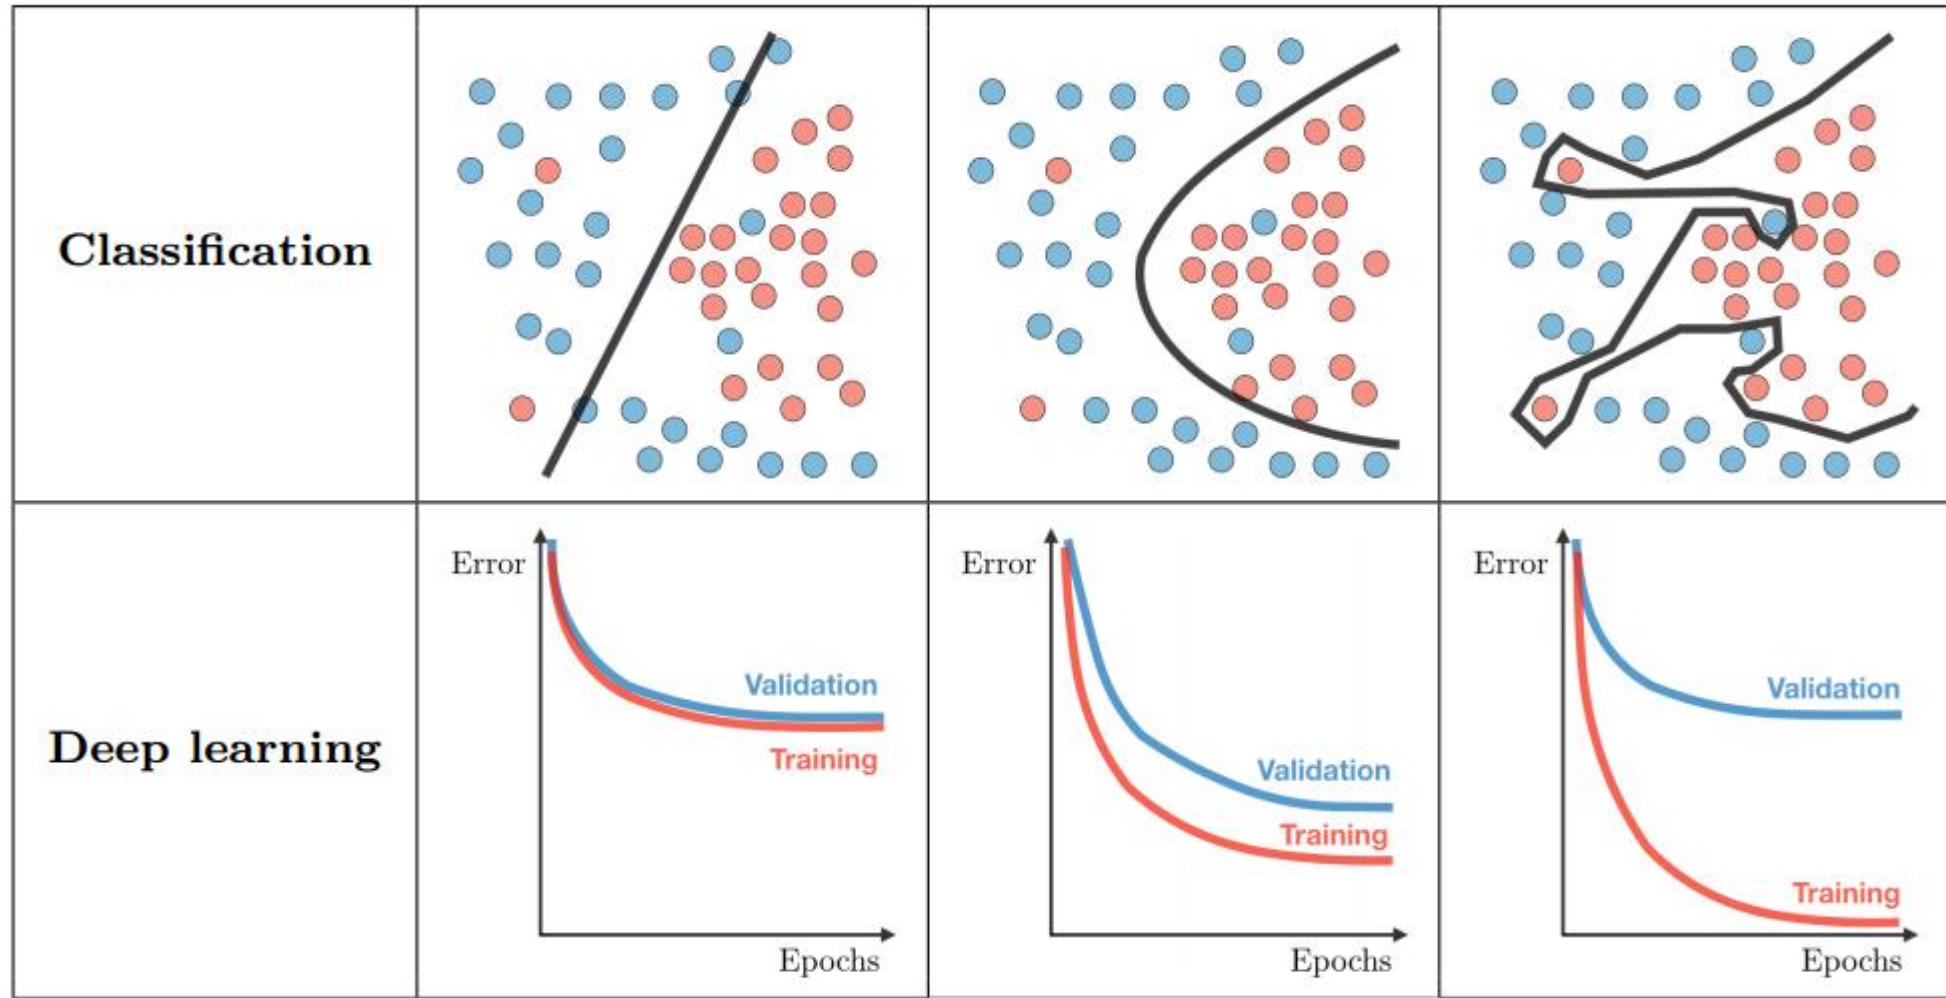 Classification
Deep learning
Error
Validation
Training
Epochs
Error
Validation
Training
Epochs
Error
Validation
Training
Epochs